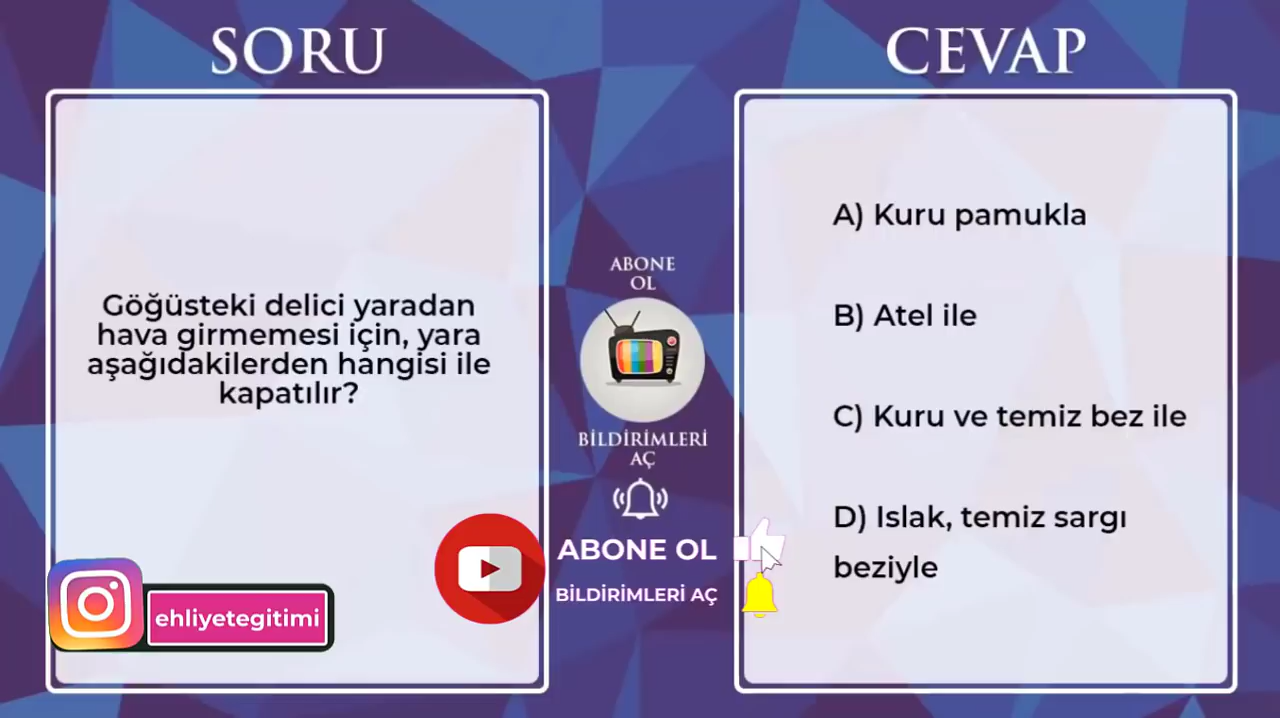 SORU
Göğüsteki delici yaradan
hava girmemesi için, yara
aşağıdakilerden hangisi ile
kapatılır?
CEVAP
A) Kuru pamukla
B) Atel ile
C) Kuru ve temiz bez ile
D) Islak, temiz sargı
beziyle
ABONE
OL
BİLDİRİMLERİ
AÇ
ABONE OL
BİLDİRİMLERİ AÇ
ehliyetegitimi